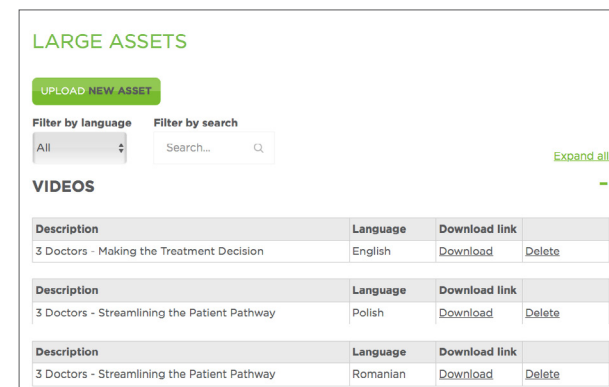 LARGE ASSETS
UPLOAD NEW ASSET
Filter by language Filter by search
All Search...
Expand all
VIDEOS
Description Language Download link
3 Doctors - Making the Treatment Decision English Download Delete
Description Language Download link
3 Doctors - Streamlining the Patient Pathway Polish Download Delete
Description Language Download link
3 Doctors - Streamlining the Patient Pathway Romanian Download Delete